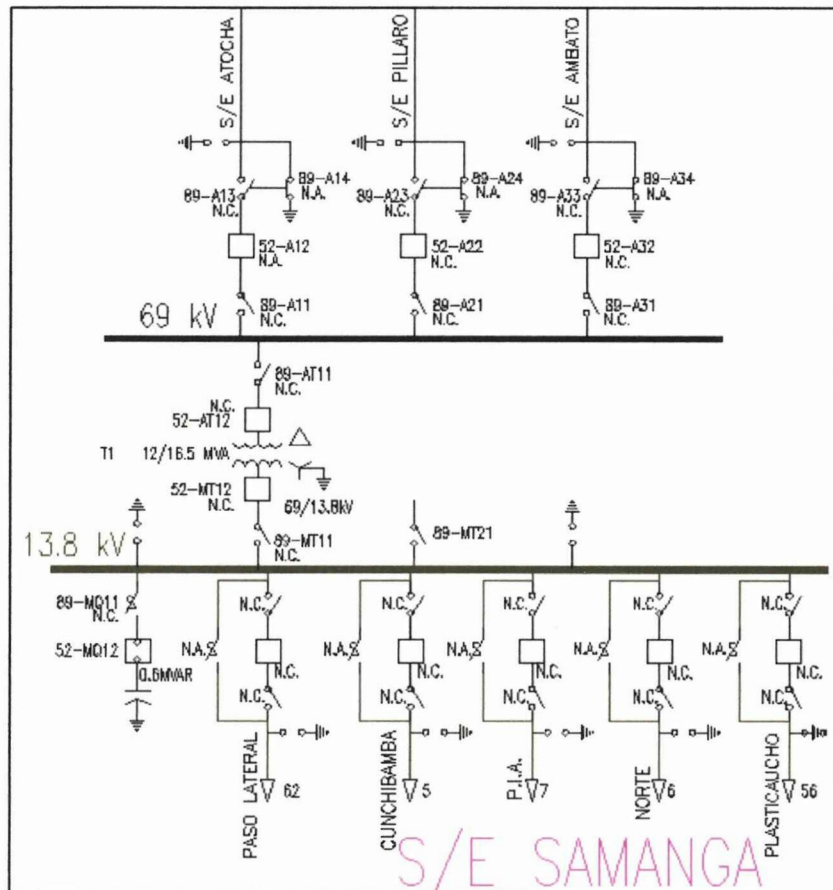 S/E ATOCHA
S/E PILLARO
S/E AMBATO
89-A14
N.A.
89-A13
N.C.
89-A24
N.A.
89-A23
N.C.
89-A34
N.A.
89-A33
N.C.
52-A12
N.A.
52-A22
N.C.
52-A32
N.C.
89-A11
N.C.
89-A21
N.C.
89-A31
N.C.
69 kV
89-AT11
N.C.
N.C.
52-AT12
T1 12/16.5 MVA
52-MT12
N.C.
69/13.8kV
89-MT11
N.C.
89-MT21
13.8 kV
89-MQ11
N.C.
52-MQ12
0.6MVAR
N.C.
N.C.
N.C.
N.C.
N.C.
N.A.
N.A.
N.A.
N.A.
N.A.
N.C.
N.C.
N.C.
N.C.
N.C.
N.C.
N.C.
N.C.
N.C.
N.C.
PASO LATERAL
62
CUNCHIBAMBA
5
P.I.A.
7
NORTE
6
PLASTICAUCHO
56
S/E SAMANGA